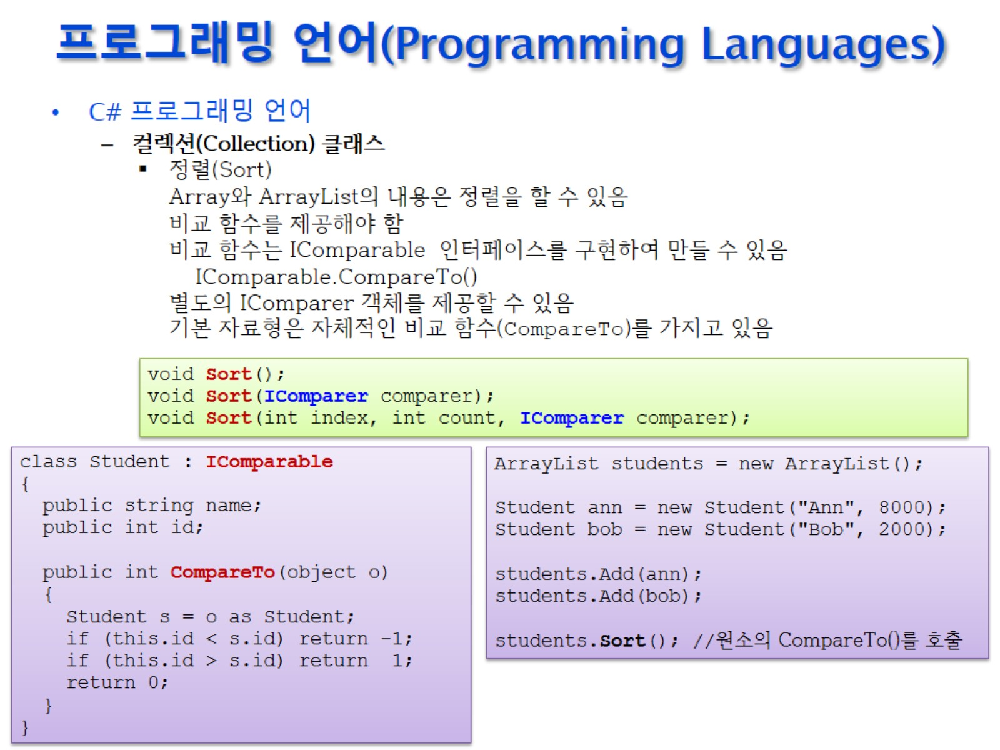 프로그래밍 언어(Programming Languages)
• C# 프로그래밍 언어
– 컬렉션(Collection) 클래스
▪ 정렬(Sort)
Array와 ArrayList의 내용은 정렬을 할 수 있음
비교 함수를 제공해야 함
비교 함수는 IComparable 인터페이스를 구현하여 만들 수 있음
IComparable.CompareTo()
별도의 IComparer 객체를 제공할 수 있음
기본 자료형은 자체적인 비교 함수(CompareTo)를 가지고 있음
void Sort();
void Sort(IComparer comparer);
void Sort(int index, int count, IComparer comparer);
class Student : IComparable
{
public string name;
public int id;
public int CompareTo(object o)
{
Student s = o as Student;
if (this.id < s.id) return -1;
if (this.id > s.id) return 1;
return 0;
}
}
ArrayList students = new ArrayList();
Student ann = new Student("Ann", 8000);
Student bob = new Student("Bob", 2000);
students.Add(ann);
students.Add(bob);
students.Sort(); //원소의 CompareTo()를 호출